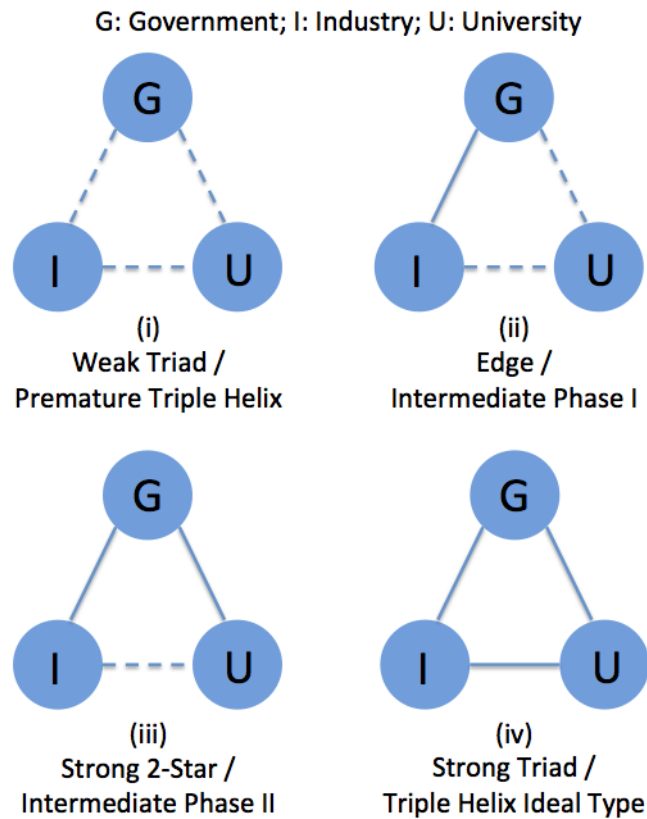 G: Government; I: Industry; U: University
G
I
U
(i)
Weak Triad /
Premature Triple Helix
G
I
U
(ii)
Edge /
Intermediate Phase I
G
I
U
(iii)
Strong 2-Star /
Intermediate Phase II
G
I
U
(iv)
Strong Triad /
Triple Helix Ideal Type